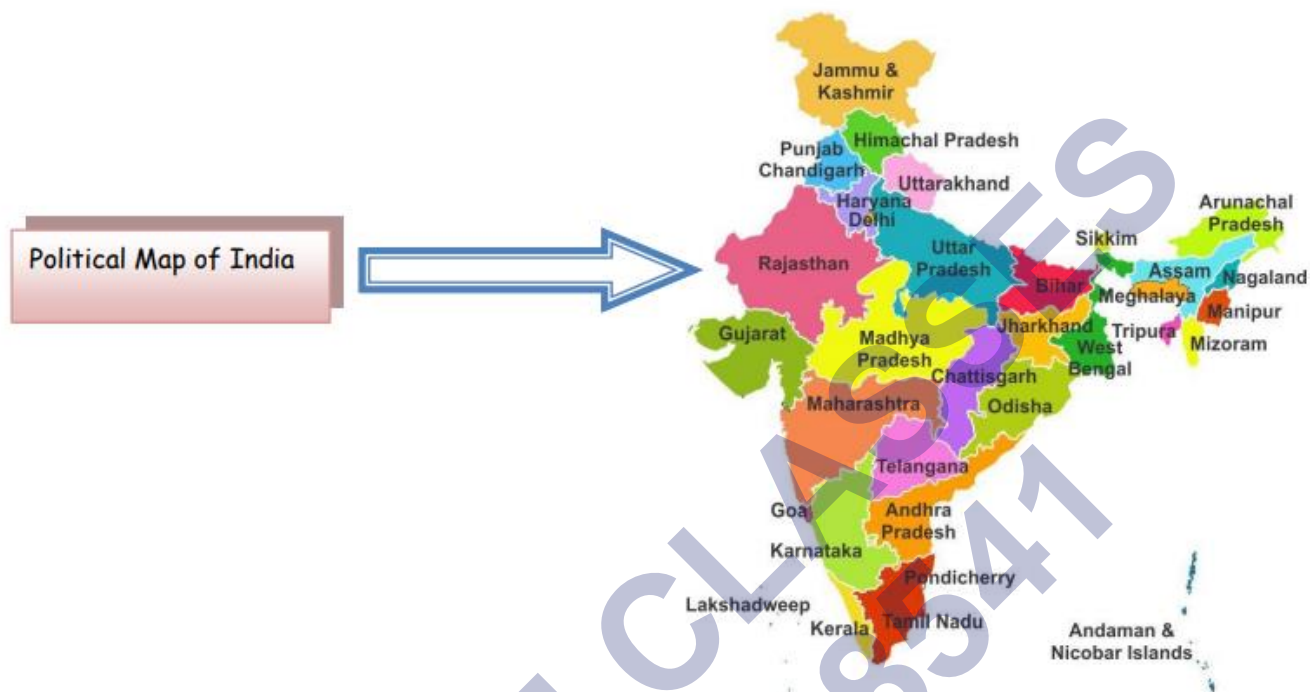 Political Map of India
Jammu &
Kashmir
Himachal Pradesh
Punjab
Chandigarh
Uttarakhand
Haryana
Delhi
Arunachal
Pradesh
Sikkim
Uttar
Pradesh
Rajasthan
Assam
Nagaland
Bihar
Meghalaya
Manipur
Jharkhand
Tripura
Gujarat
Madhya
Pradesh
West
Bengal
Mizoram
Chattisgarh
Maharashtra
Odisha
Telangana
Goa
Andhra
Pradesh
Karnataka
Pondicherry
Lakshadweep
Kerala
Tamil Nadu
Andaman &
Nicobar Islands
CLASSES
8541